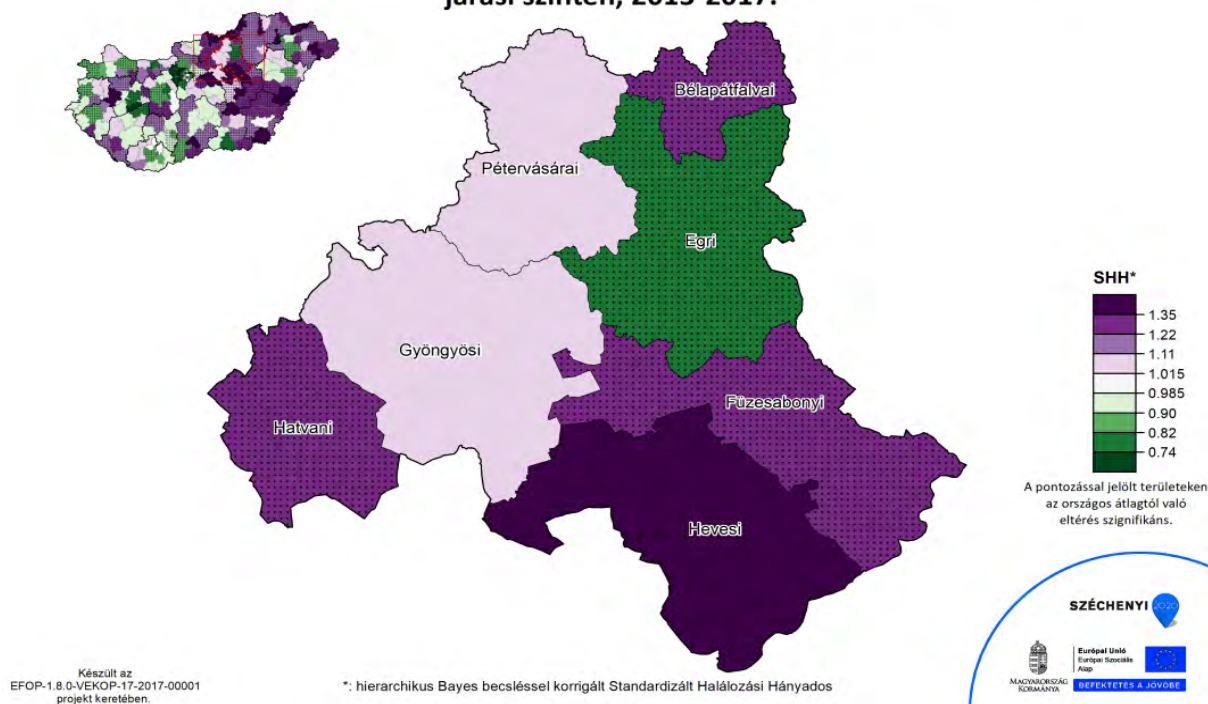 járási szinten, 2015-2017.
Bélapátfalvai
Pétervásárai
Egri
Gyöngyösi
Hatvani
Füzesabonyi
Hevesi
SHH*
1.35
1.22
1.11
1.015
0.985
0.90
0.82
0.74
A pontozással jelölt területeken
az országos átlagtól való
eltérés szignifikáns.
SZÉCHENYI 2020
MAGYARORSZÁG
KORMÁNYA
Európai Unió
Európai Szociális
Alap
BEFEKTETÉS A JÖVŐBE
Készült az
EFOP-1.8.0-VEKOP-17-2017-00001
projekt keretében.
*: hierarchikus Bayes becsléssel korrigált Standardizált Halálozási Hányados